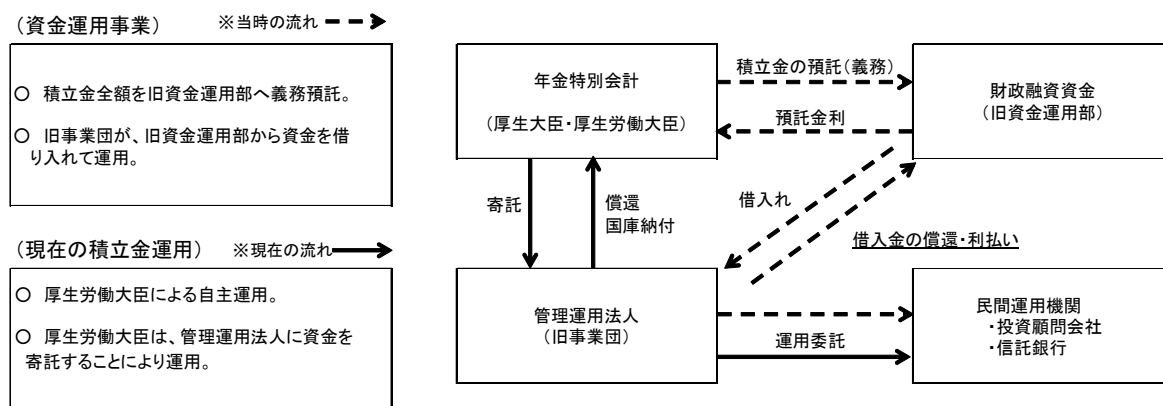 (資金運用事業) ※当時の流れ
○ 積立金全額を旧資金運用部へ義務預託。
○ 旧事業団が、旧資金運用部から資金を借
り入れて運用。
(現在の積立金運用) ※現在の流れ
○ 厚生労働大臣による自主運用。
○ 厚生労働大臣は、管理運用法人に資金を
寄託することにより運用。
年金特別会計
(厚生大臣・厚生労働大臣)
積立金の預託(義務)
預託金利
財政融資資金
(旧資金運用部)
寄託
償還
国庫納付
借入れ
借入金の償還・利払い
管理運用法人
(旧事業団)
運用委託
民間運用機関
・投資顧問会社
・信託銀行